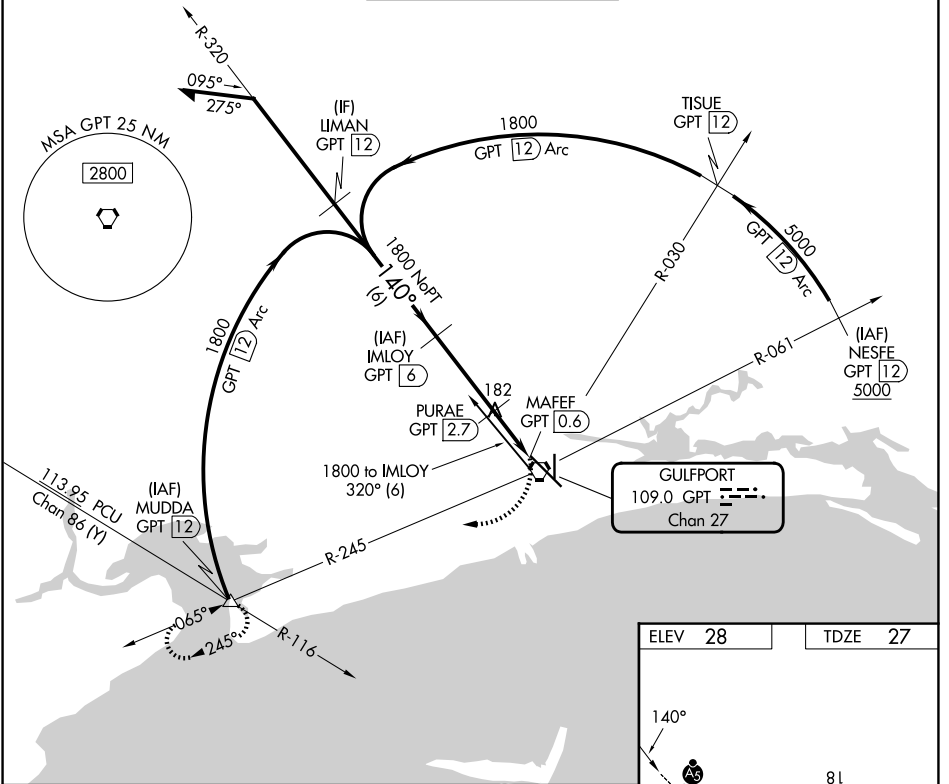 R-320
095°
275°
(IF)
LIMAN
GPT 12
TISUE
GPT 12
1800
GPT 12 Arc
MSA GPT 25 NM
2800
5000
GPT 12 Arc
1800 NoPT
140°
(6)
R-030
1800
GPT 12 Arc
(IAF)
IMLOY
GPT 6
R-061
(IAF)
NESFE
GPT 12
5000
182
PURAE
GPT 2.7
MAFEF
GPT 0.6
1800 to IMLOY
320° (6)
GULFPORT
109.0 GPT
Chan 27
113.95 PCU
Chan 86 (Y)
(IAF)
MUDDA
GPT 12
R-245
065°
245°
R-116
ELEV 28
TDZE 27
140°
A5
18